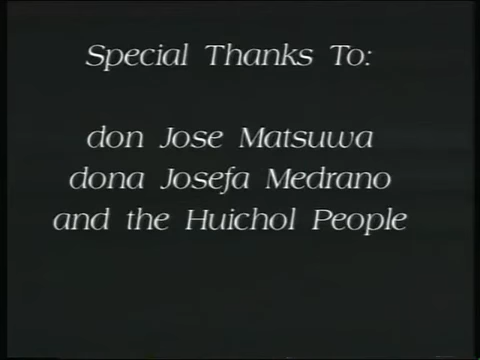 Special Thanks To:
don Jose Matsuwa
dona Josefa Medrano
and the Huichol People